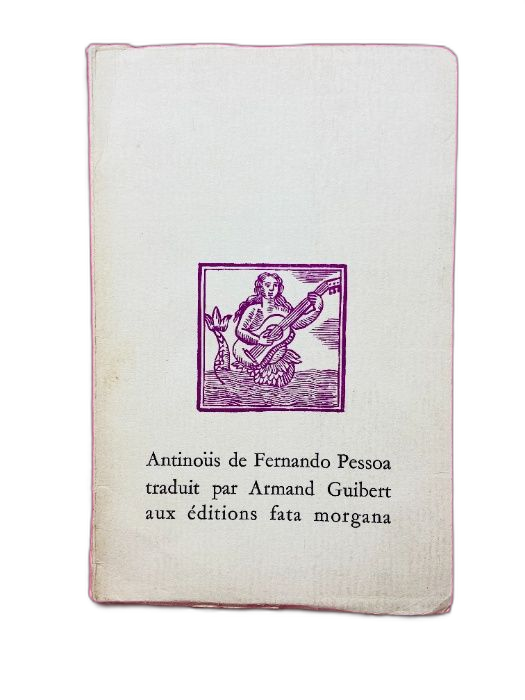 Antinoüs de Fernando Pessoa
traduit par Armand Guibert
aux éditions fata morgana